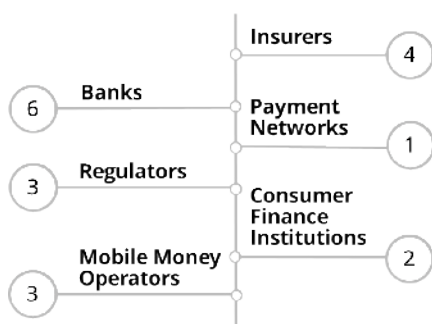 Insurers
4
Banks
6
Payment
Networks
1
Regulators
3
Consumer
Finance
Institutions
2
Mobile Money
Operators
3